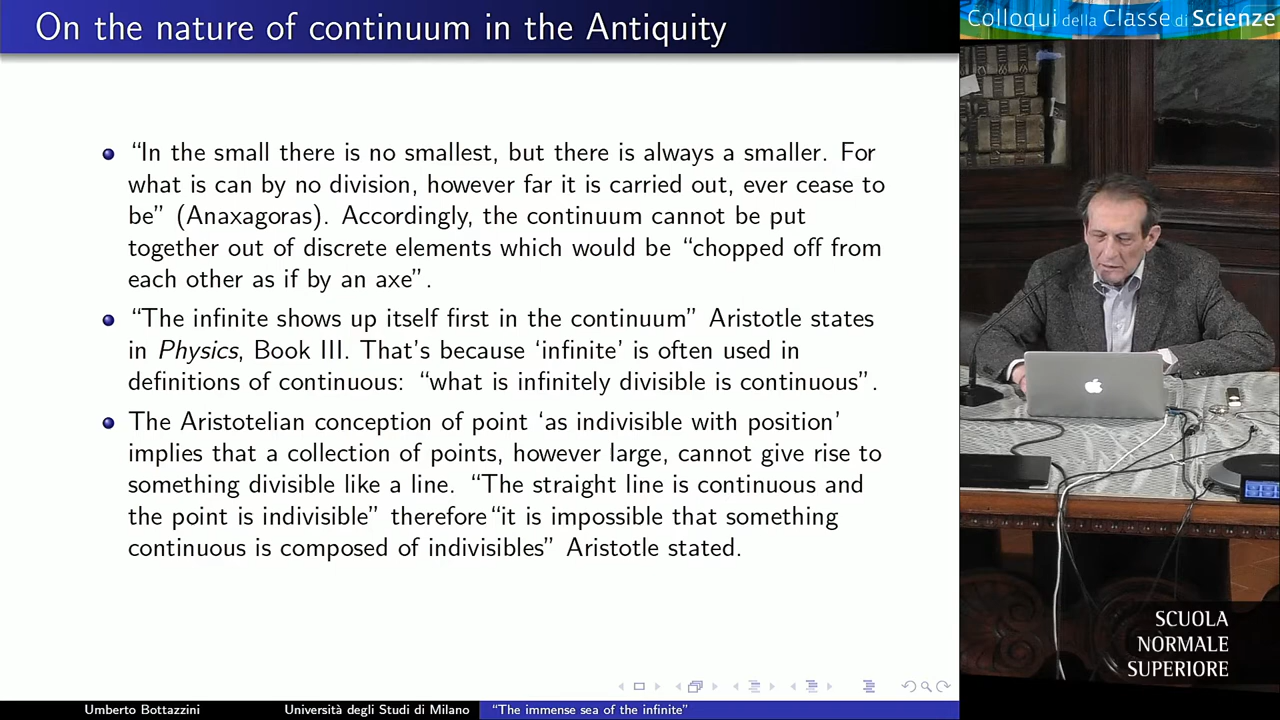 On the nature of continuum in the Antiquity
Colloqui della Classe di Scienze
“In the small there is no smallest, but there is always a smaller. For
what is can by no division, however far it is carried out, ever cease to
be” (Anaxagoras). Accordingly, the continuum cannot be put
together out of discrete elements which would be “chopped off from
each other as if by an axe”.
“The infinite shows up itself first in the continuum” Aristotle states
in Physics, Book III. That’s because ‘infinite’ is often used in
definitions of continuous: “what is infinitely divisible is continuous”.
The Aristotelian conception of point ‘as indivisible with position’
implies that a collection of points, however large, cannot give rise to
something divisible like a line. “The straight line is continuous and
the point is indivisible” therefore“it is impossible that something
continuous is composed of indivisibles” Aristotle stated.
SCUOLA
NORMALE
SUPERIORE
Umberto Bottazzini
Università degli Studi di Milano
“The immense sea of the infinite”